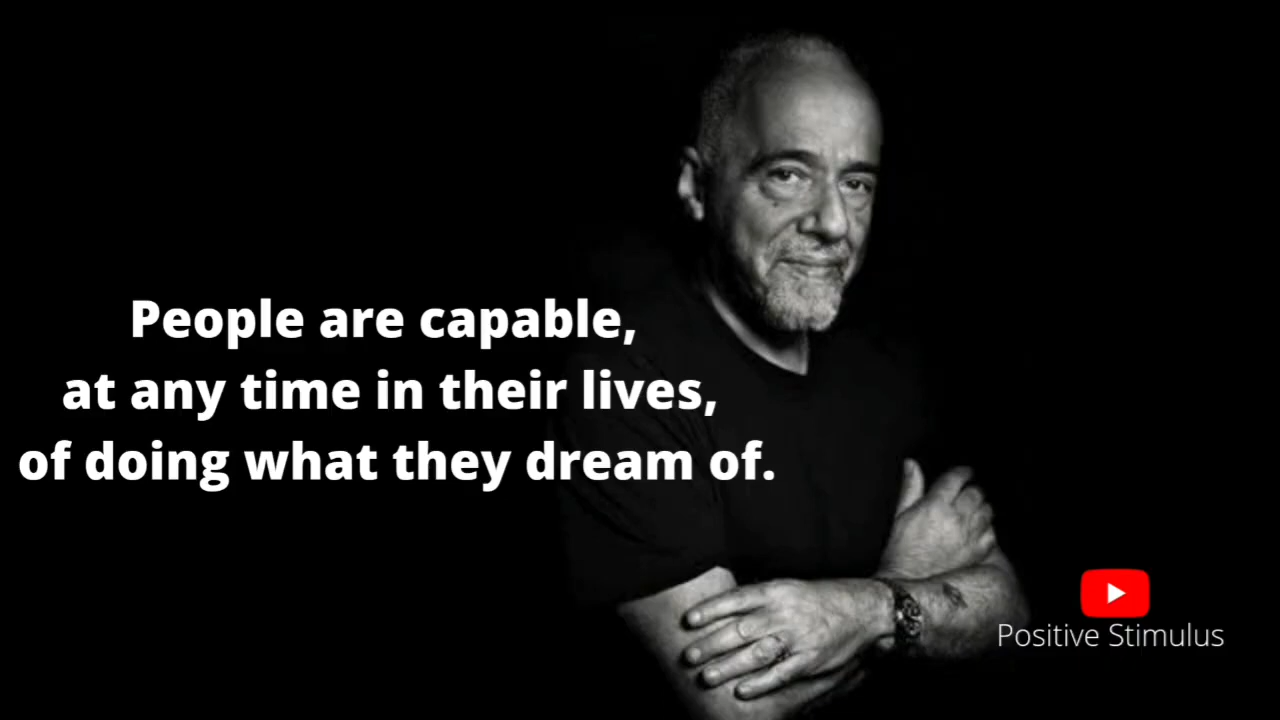 People are capable,
at any time in their lives,
of doing what they dream of.
Positive Stimulus